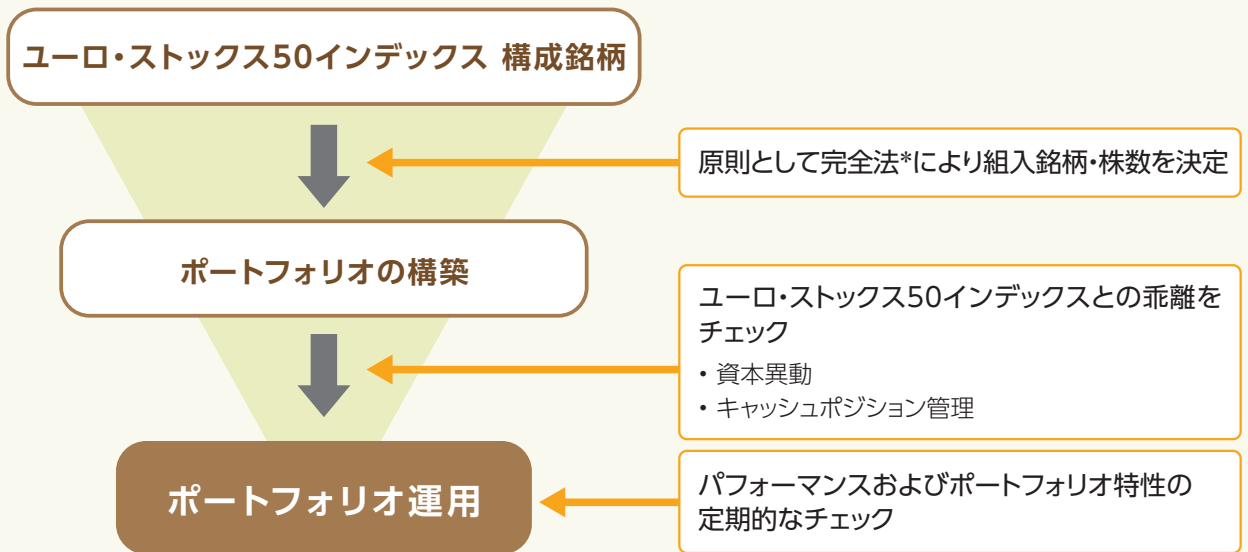 ユーロ・ストックス50インデックス 構成銘柄
原則として完全法*により組入銘柄・株数を決定
ポートフォリオの構築
ユーロ・ストックス50インデックスとの乖離を
チェック
・資本異動
・キャッシュポジション管理
ポートフォリオ運用
パフォーマンスおよびポートフォリオ特性の
定期的なチェック